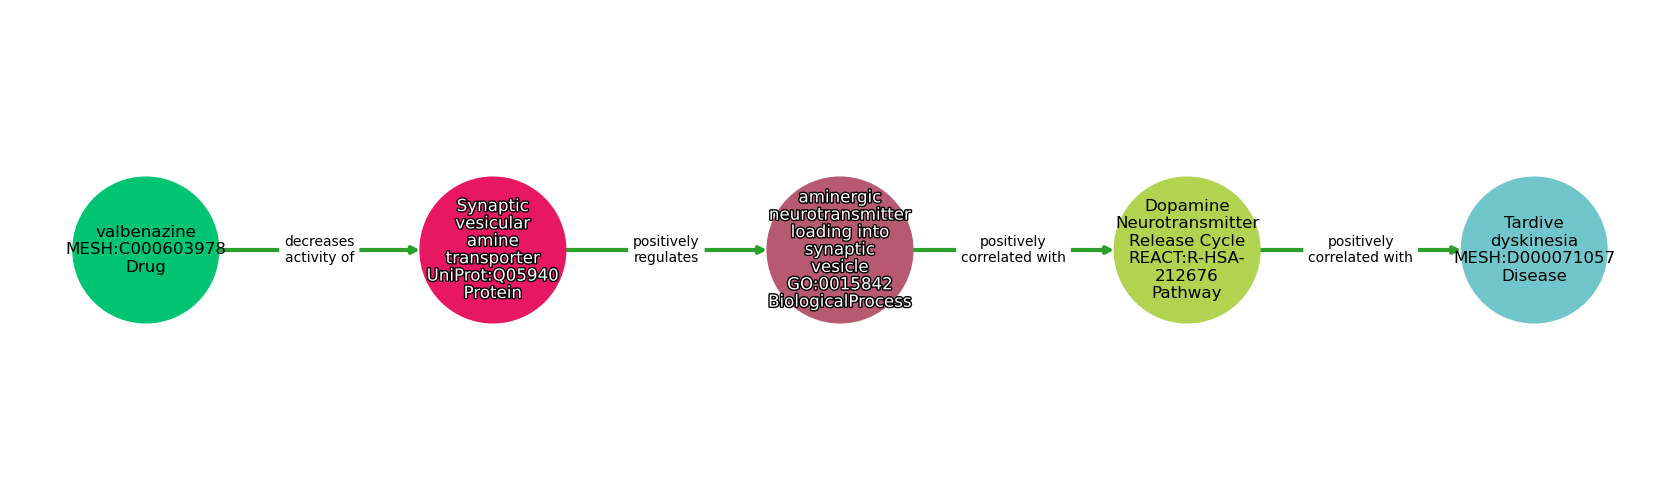 valbenazine
MESH:C000603978
Drug
decreases
activity of
Synaptic
vesicular
amine
transporter
UniProt:Q05940
Protein
positively
regulates
aminergic
neurotransmitter
loading into
synaptic
vesicle
GO:0015842
BiologicalProcess
positively
correlated with
Dopamine
Neurotransmitter
Release Cycle
REACT:R-HSA-
212676
Pathway
positively
correlated with
Tardive
dyskinesia
MESH:D000071057
Disease